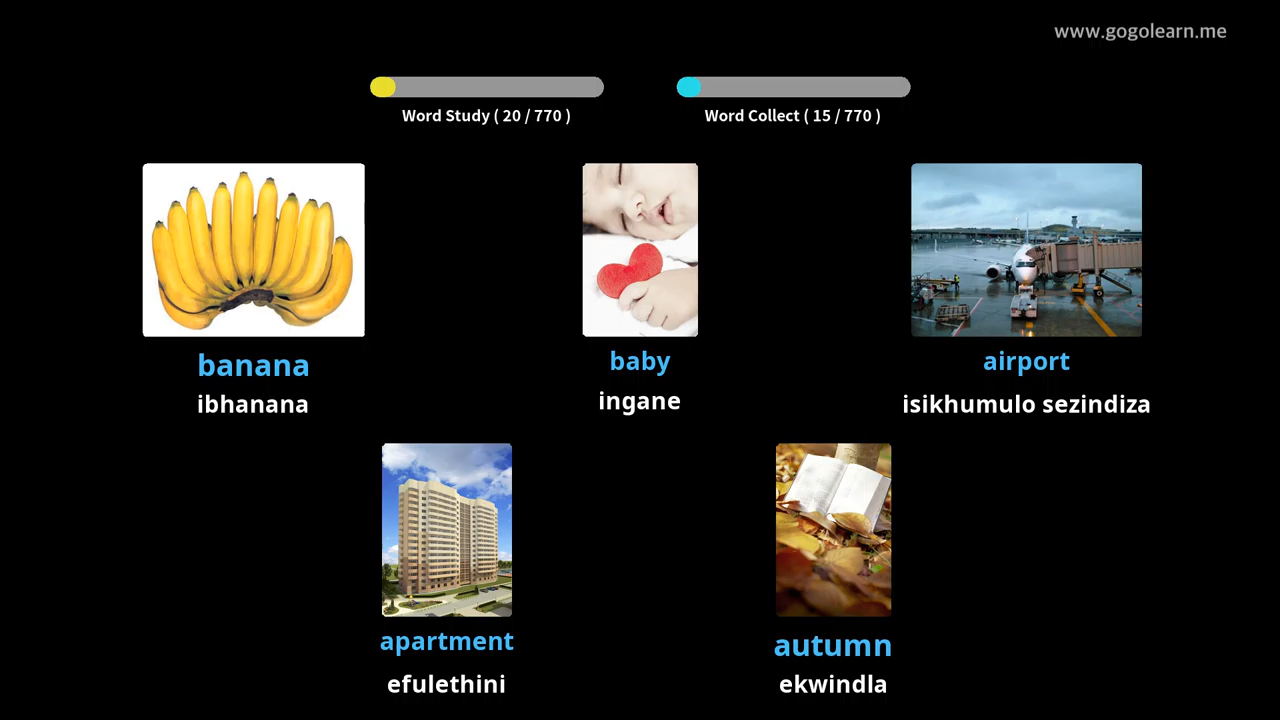 www.gogolearn.me
Word Study ( 20 / 770 )
Word Collect ( 15 / 770 )
banana
ibhanana
baby
ingane
airport
isikhumulo sezindiza
apartment
efulethini
autumn
ekwindla